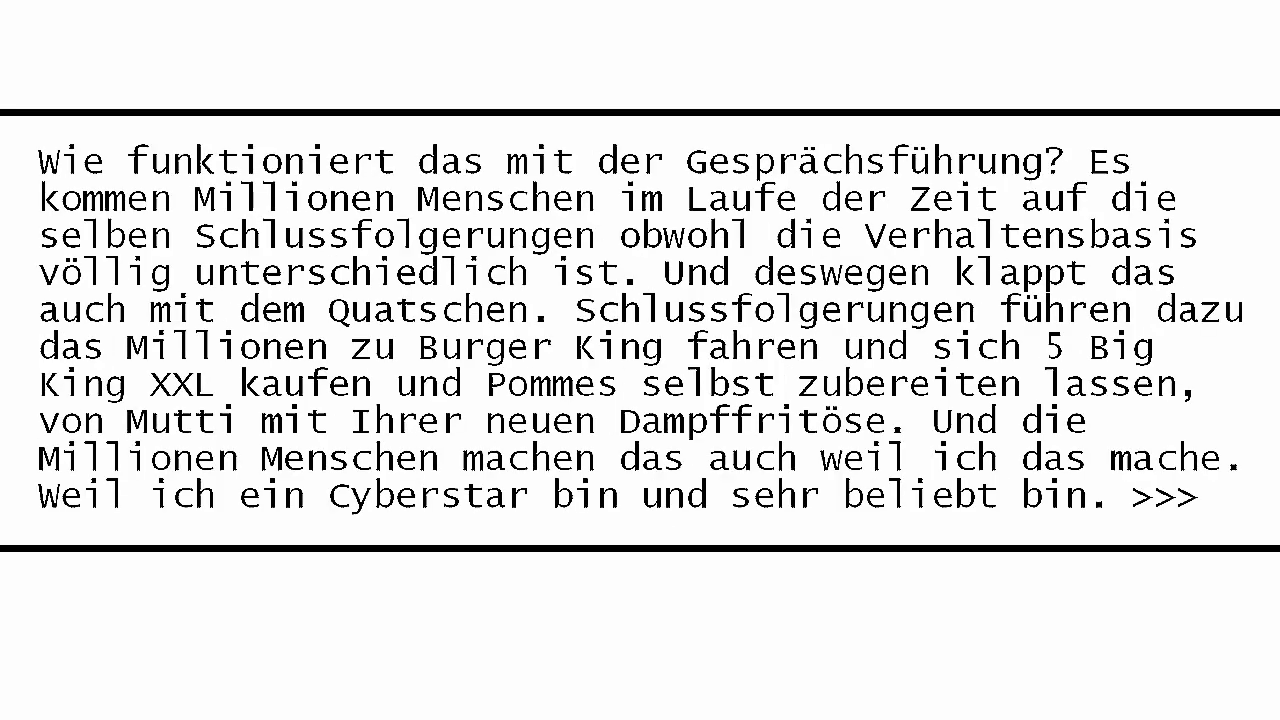 Wie funktioniert das mit der Gesprächsführung? Es
kommen Millionen Menschen im Laufe der Zeit auf die
selben Schlussfolgerungen obwohl die Verhaltensbasis
völlig unterschiedlich ist. Und deswegen klappt das
auch mit dem Quatschen. Schlussfolgerungen führen dazu
das Millionen zu Burger King fahren und sich 5 Big
King XXL kaufen und Pommes selbst zubereiten lassen,
von Mutti mit Ihrer neuen Dampffritöse. Und die
Millionen Menschen machen das auch weil ich das mache.
Weil ich ein Cyberstar bin und sehr beliebt bin. >>>